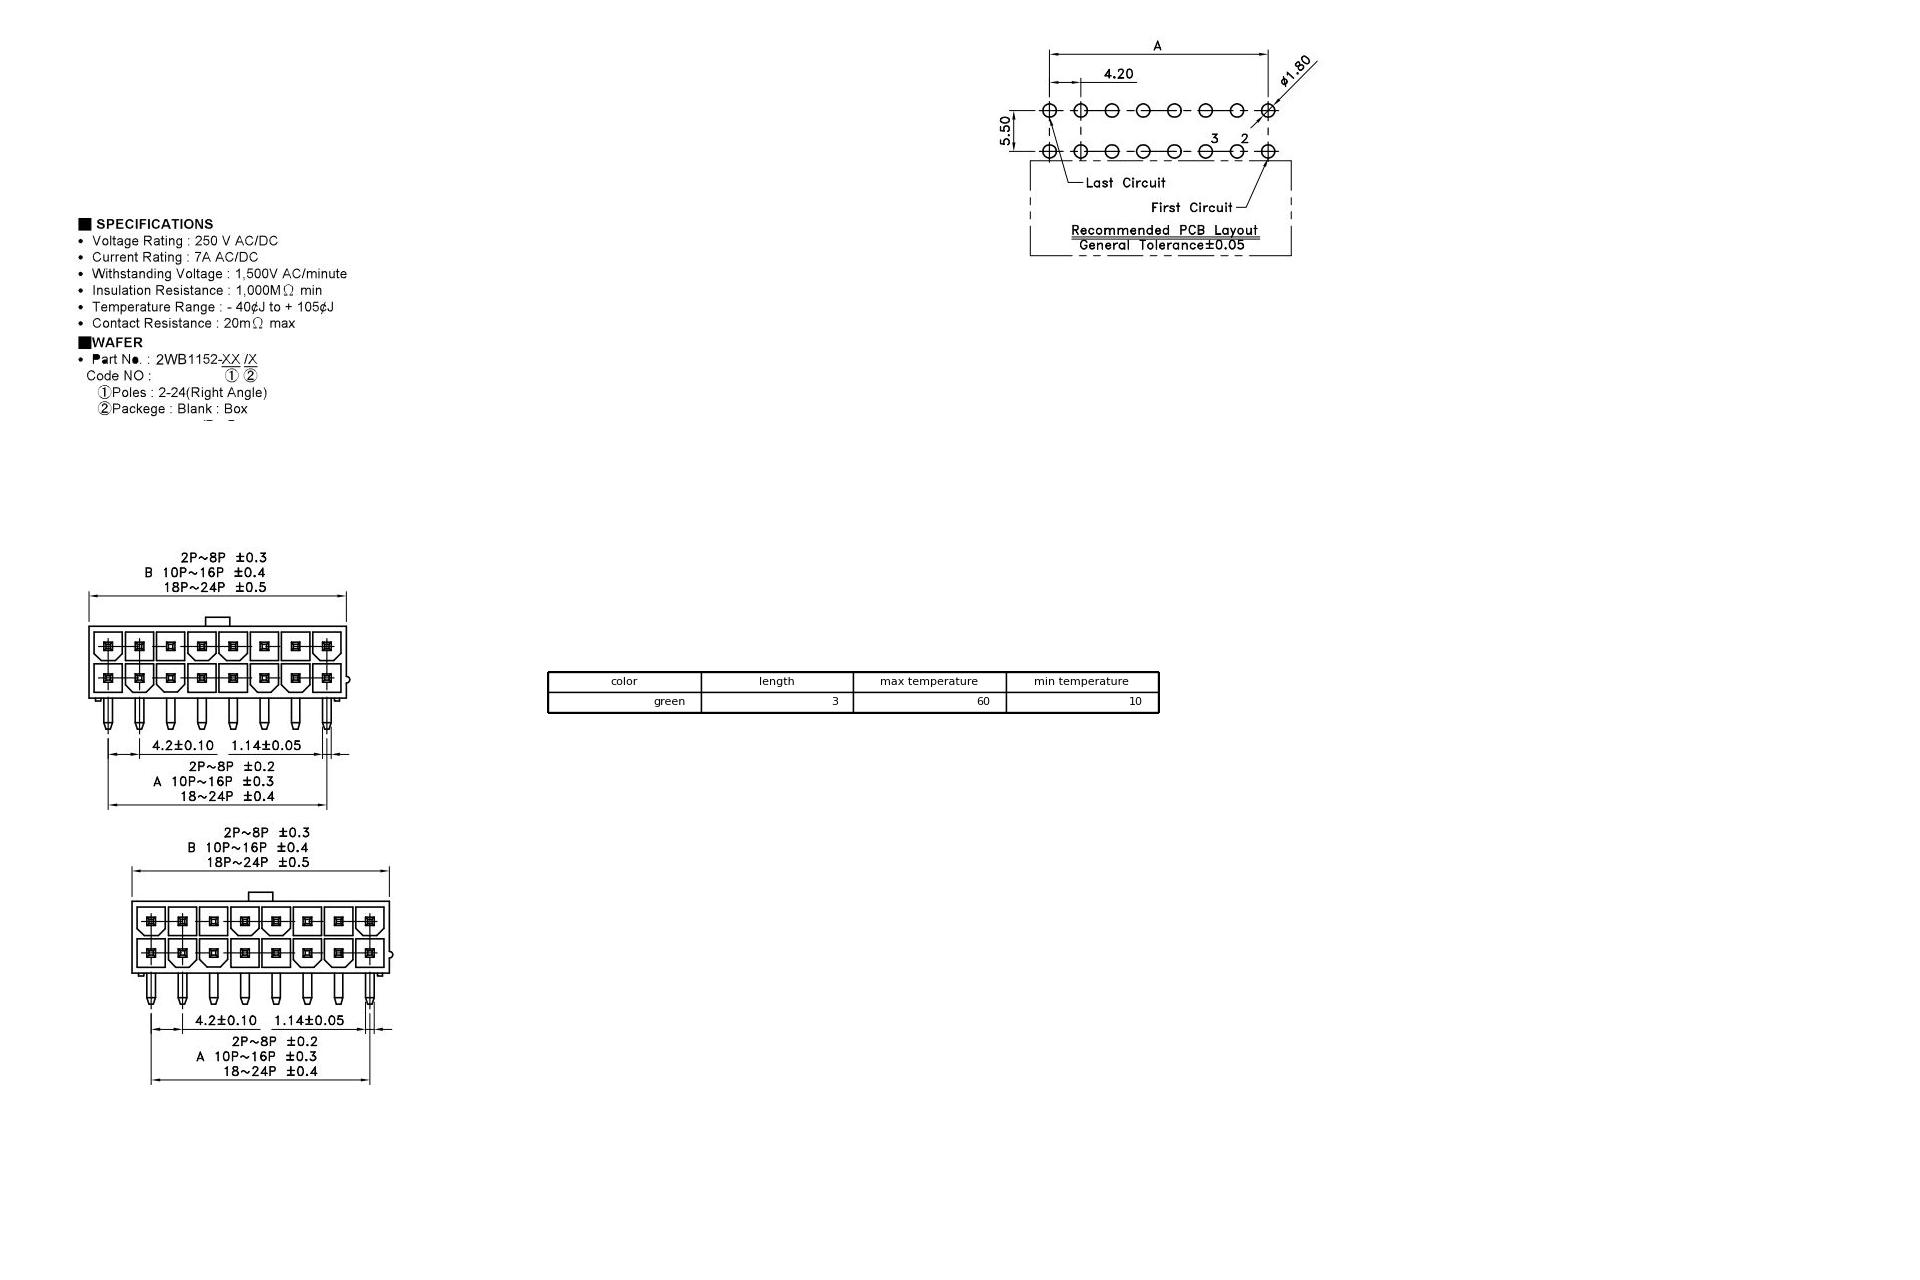 A
4.20
ø1.80
5.50
3 2
Last Circuit
First Circuit
Recommended PCB Layout
General Tolerance±0.05
■ SPECIFICATIONS
• Voltage Rating : 250 V AC/DC
• Current Rating : 7A AC/DC
• Withstanding Voltage : 1,500V AC/minute
• Insulation Resistance : 1,000MΩ min
• Temperature Range : - 40¢J to + 105¢J
• Contact Resistance : 20mΩ max
■WAFER
• Part No. : 2WB1152-XX /X
Code NO : ① ②
①Poles : 2-24(Right Angle)
②Packege : Blank : Box
2P~8P ±0.3
B 10P~16P ±0.4
18P~24P ±0.5
4.2±0.10 1.14±0.05
2P~8P ±0.2
A 10P~16P ±0.3
18~24P ±0.4
color length max temperature min temperature
green 3 60 10
2P~8P ±0.3
B 10P~16P ±0.4
18P~24P ±0.5
4.2±0.10 1.14±0.05
2P~8P ±0.2
A 10P~16P ±0.3
18~24P ±0.4